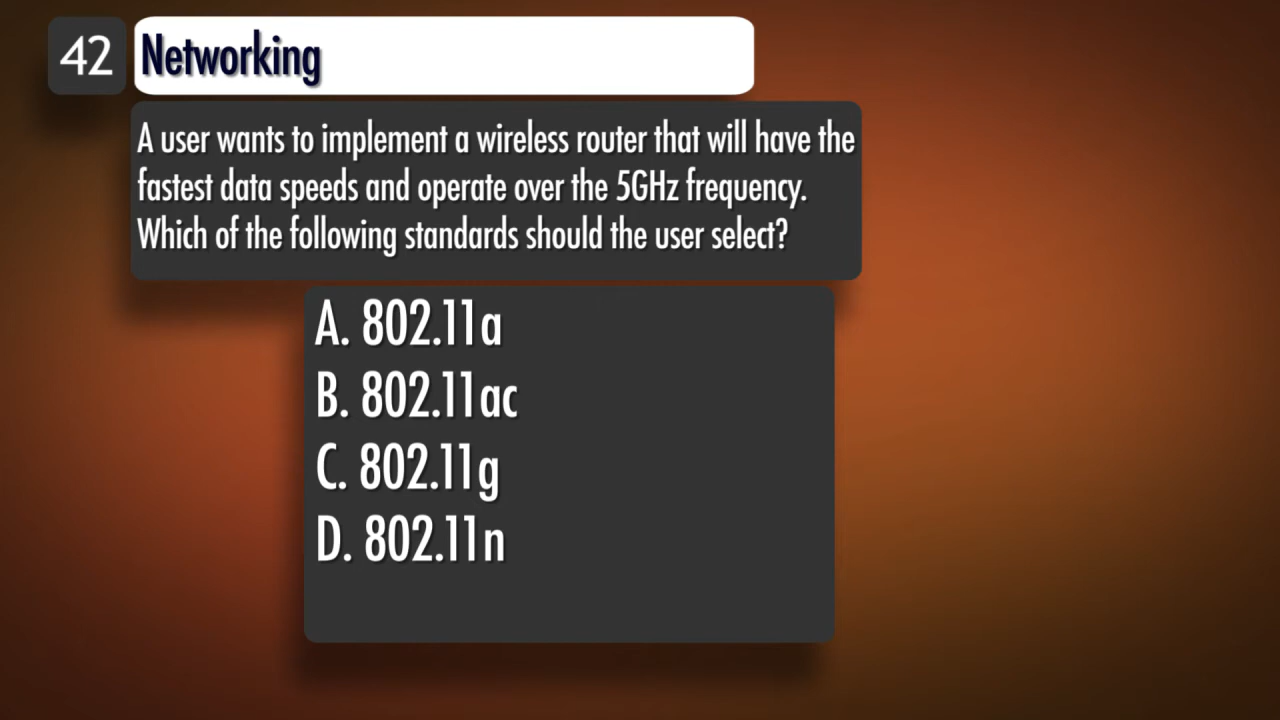 42 Networking
A user wants to implement a wireless router that will have the
fastest data speeds and operate over the 5GHz frequency.
Which of the following standards should the user select?
A. 802.11a
B. 802.11ac
C. 802.11g
D. 802.11n